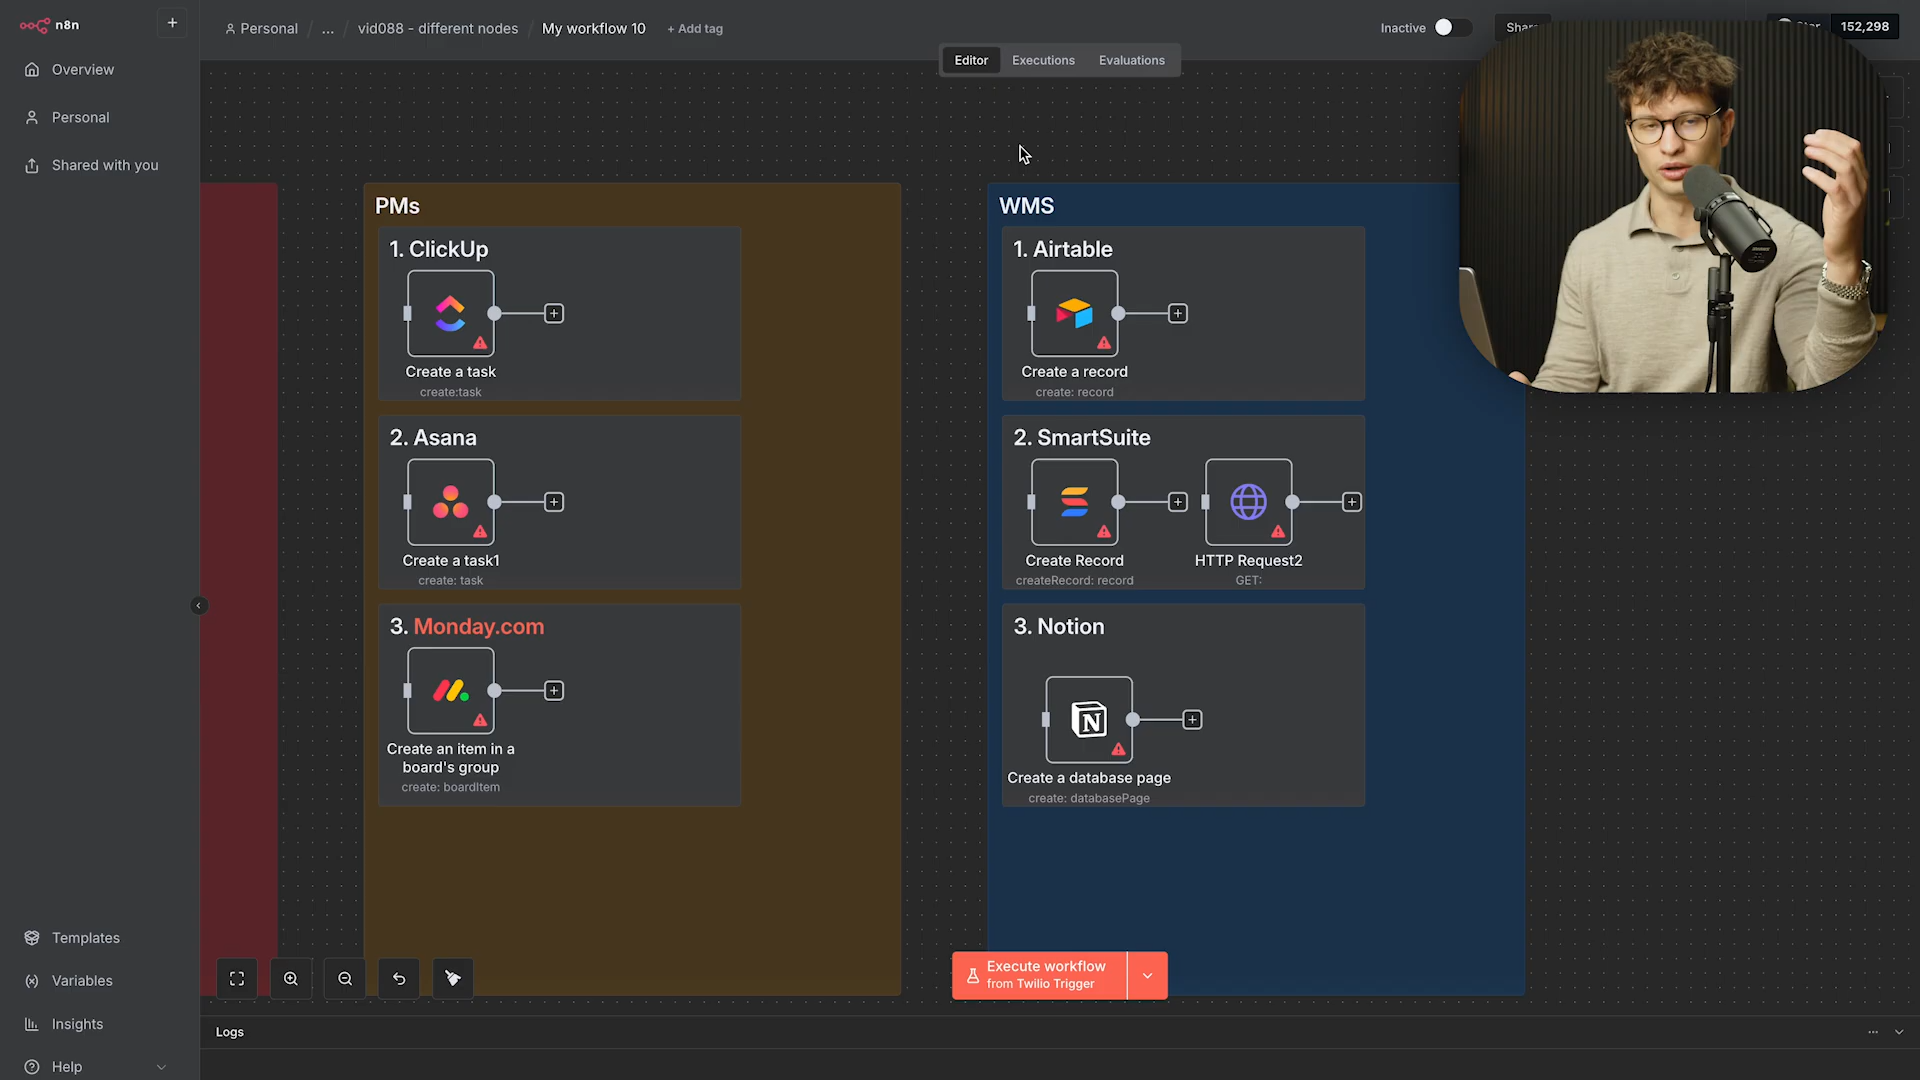 n8n
Personal / ... / vid088 - different nodes / My workflow 10 + Add tag
Inactive
152,298
Editor Executions Evaluations
Overview
Personal
Shared with you
PMs
1. ClickUp
Create a task
create:task
2. Asana
Create a task1
create: task
3. Monday.com
Create an item in a
board's group
create: boardItem
WMS
1. Airtable
Create a record
create: record
2. SmartSuite
Create Record
createRecord: record
HTTP Request2
GET:
3. Notion
N
Create a database page
create: databasePage
Execute workflow
from Twilio Trigger
Templates
Variables
Insights
Help
Logs